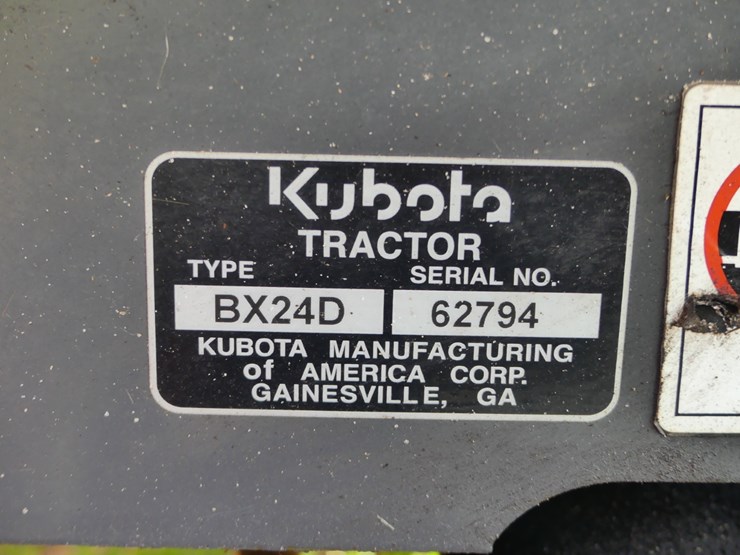 Kubota
TRACTOR
TYPE SERIAL NO.
BX24D 62794
KUBOTA MANUFACTURING
of AMERICA CORP.
GAINESVILLE, GA